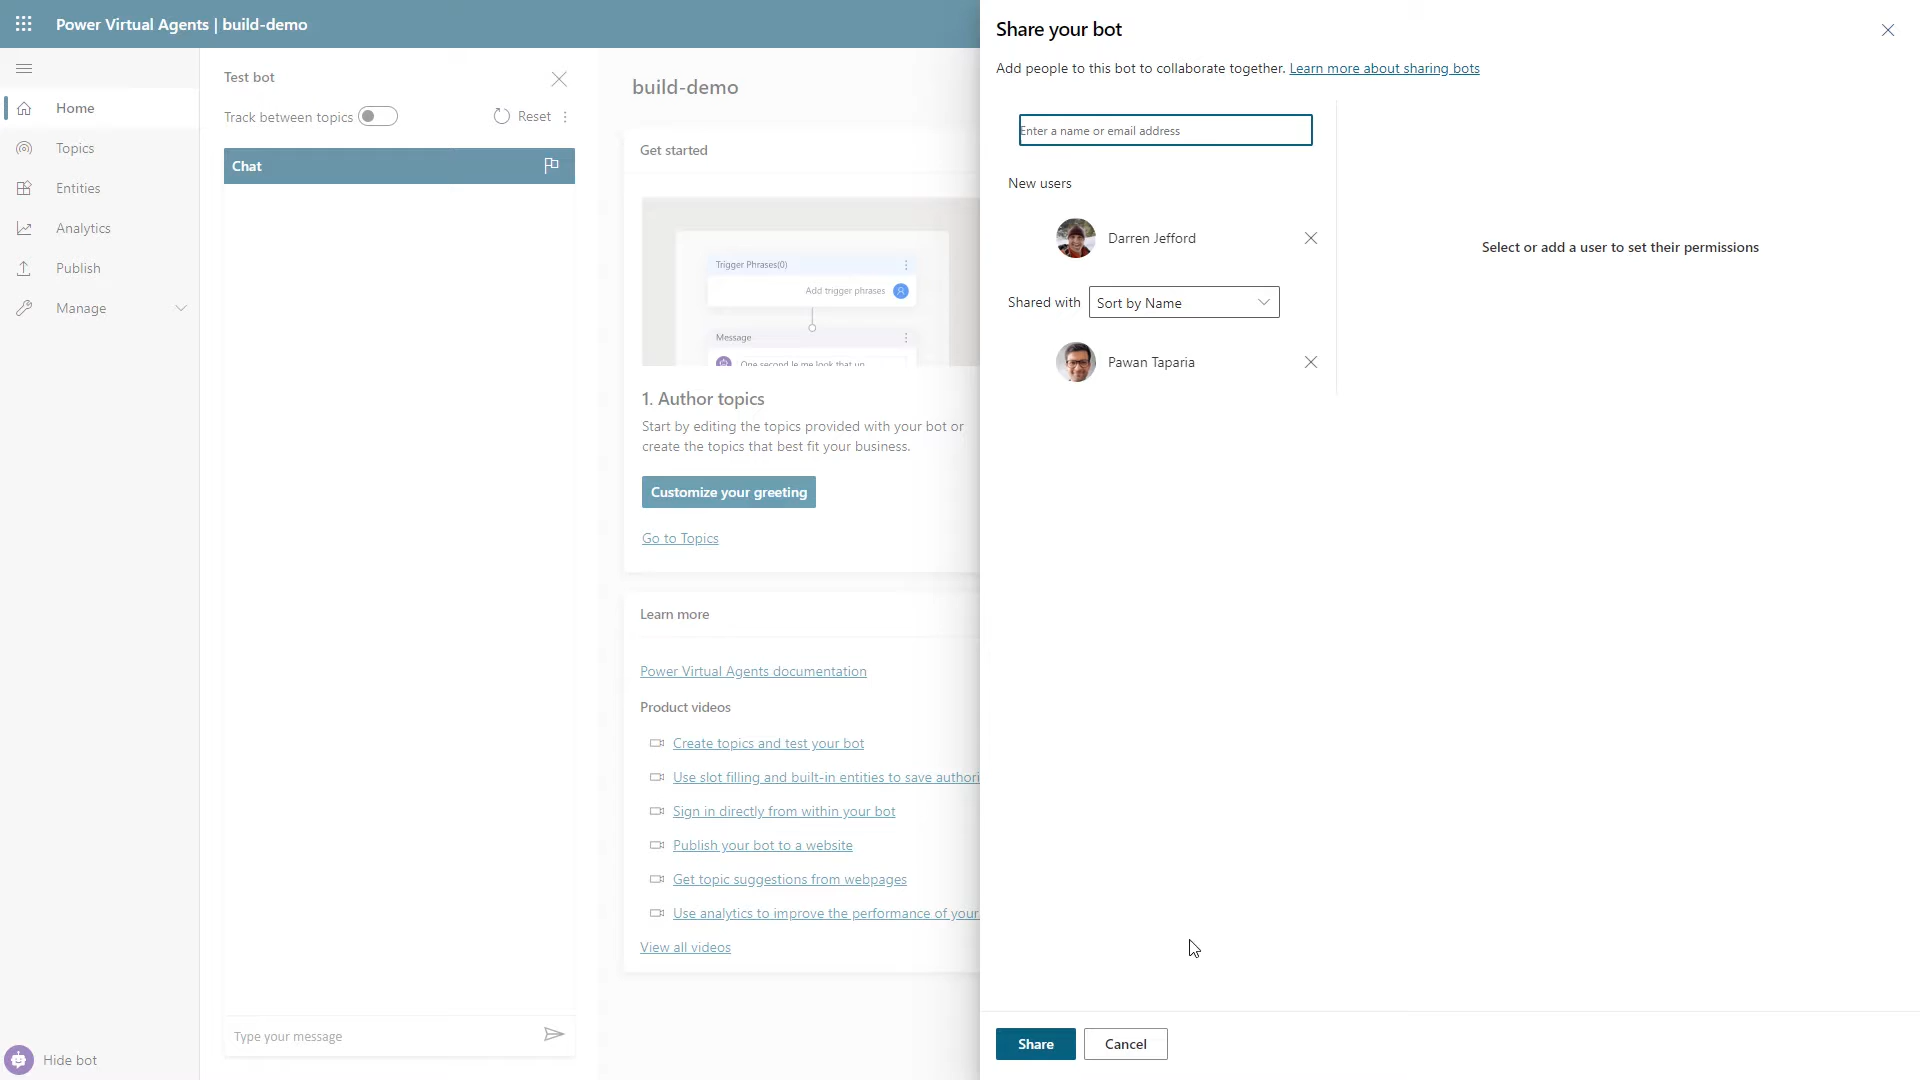 Power Virtual Agents | build-demo
Home
Topics
Entities
Analytics
Publish
Manage
Hide bot
Test bot
Track between topics
Reset
Chat
Type your message
build-demo
Get started
Trigger Phrases(0)
Add trigger phrases
Message
One second le me look that up
1. Author topics
Start by editing the topics provided with your bot or
create the topics that best fit your business.
Customize your greeting
Go to Topics
Learn more
Power Virtual Agents documentation
Product videos
Create topics and test your bot
Use slot filling and built-in entities to save authori
Sign in directly from within your bot
Publish your bot to a website
Get topic suggestions from webpages
Use analytics to improve the performance of your
View all videos
Share your bot
Add people to this bot to collaborate together. Learn more about sharing bots
Enter a name or email address
New users
Darren Jefford
Shared with
Sort by Name
Pawan Taparia
Select or add a user to set their permissions
Share
Cancel